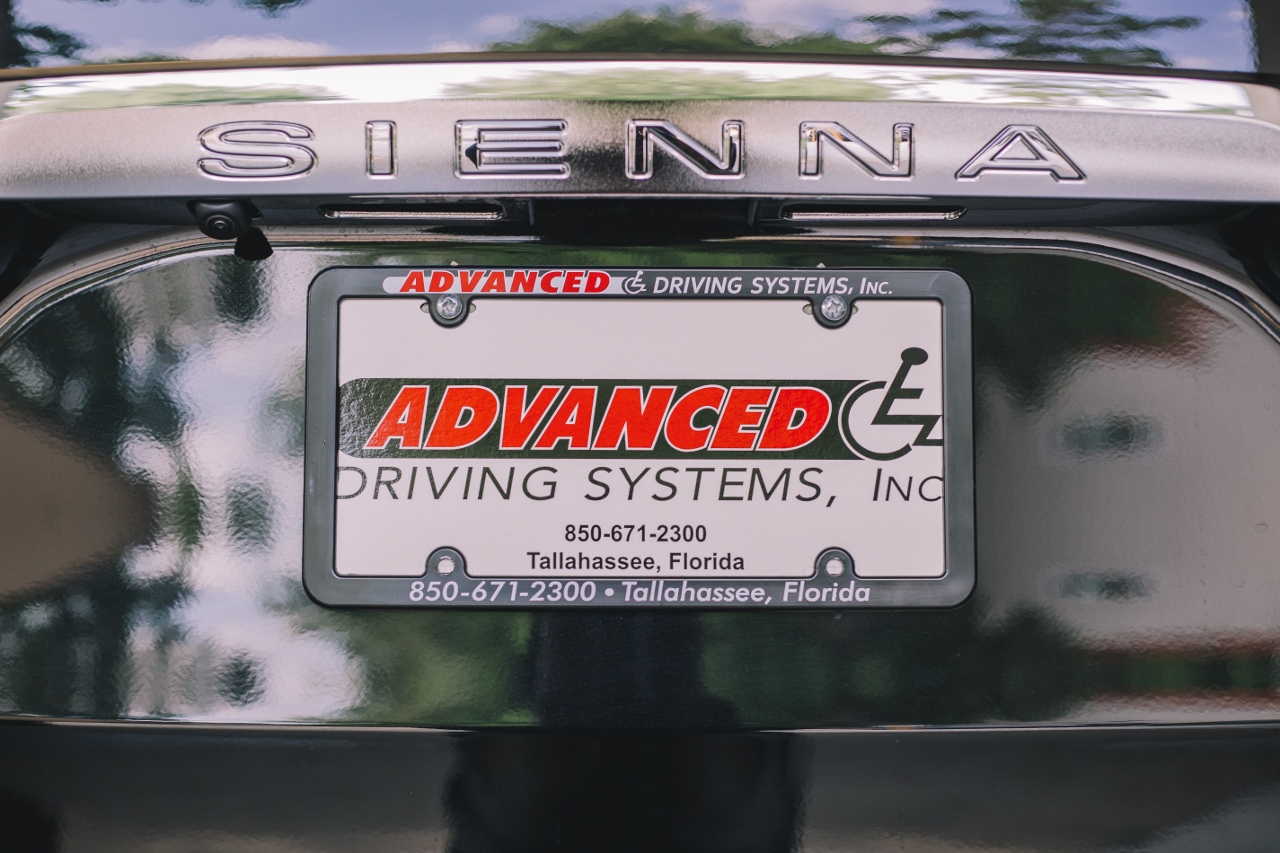 SIENNA
ADVANCED DRIVING SYSTEMS, INC.
ADVANCED
DRIVING SYSTEMS, INC
850-671-2300
Tallahassee, Florida
850-671-2300 • Tallahassee, Florida